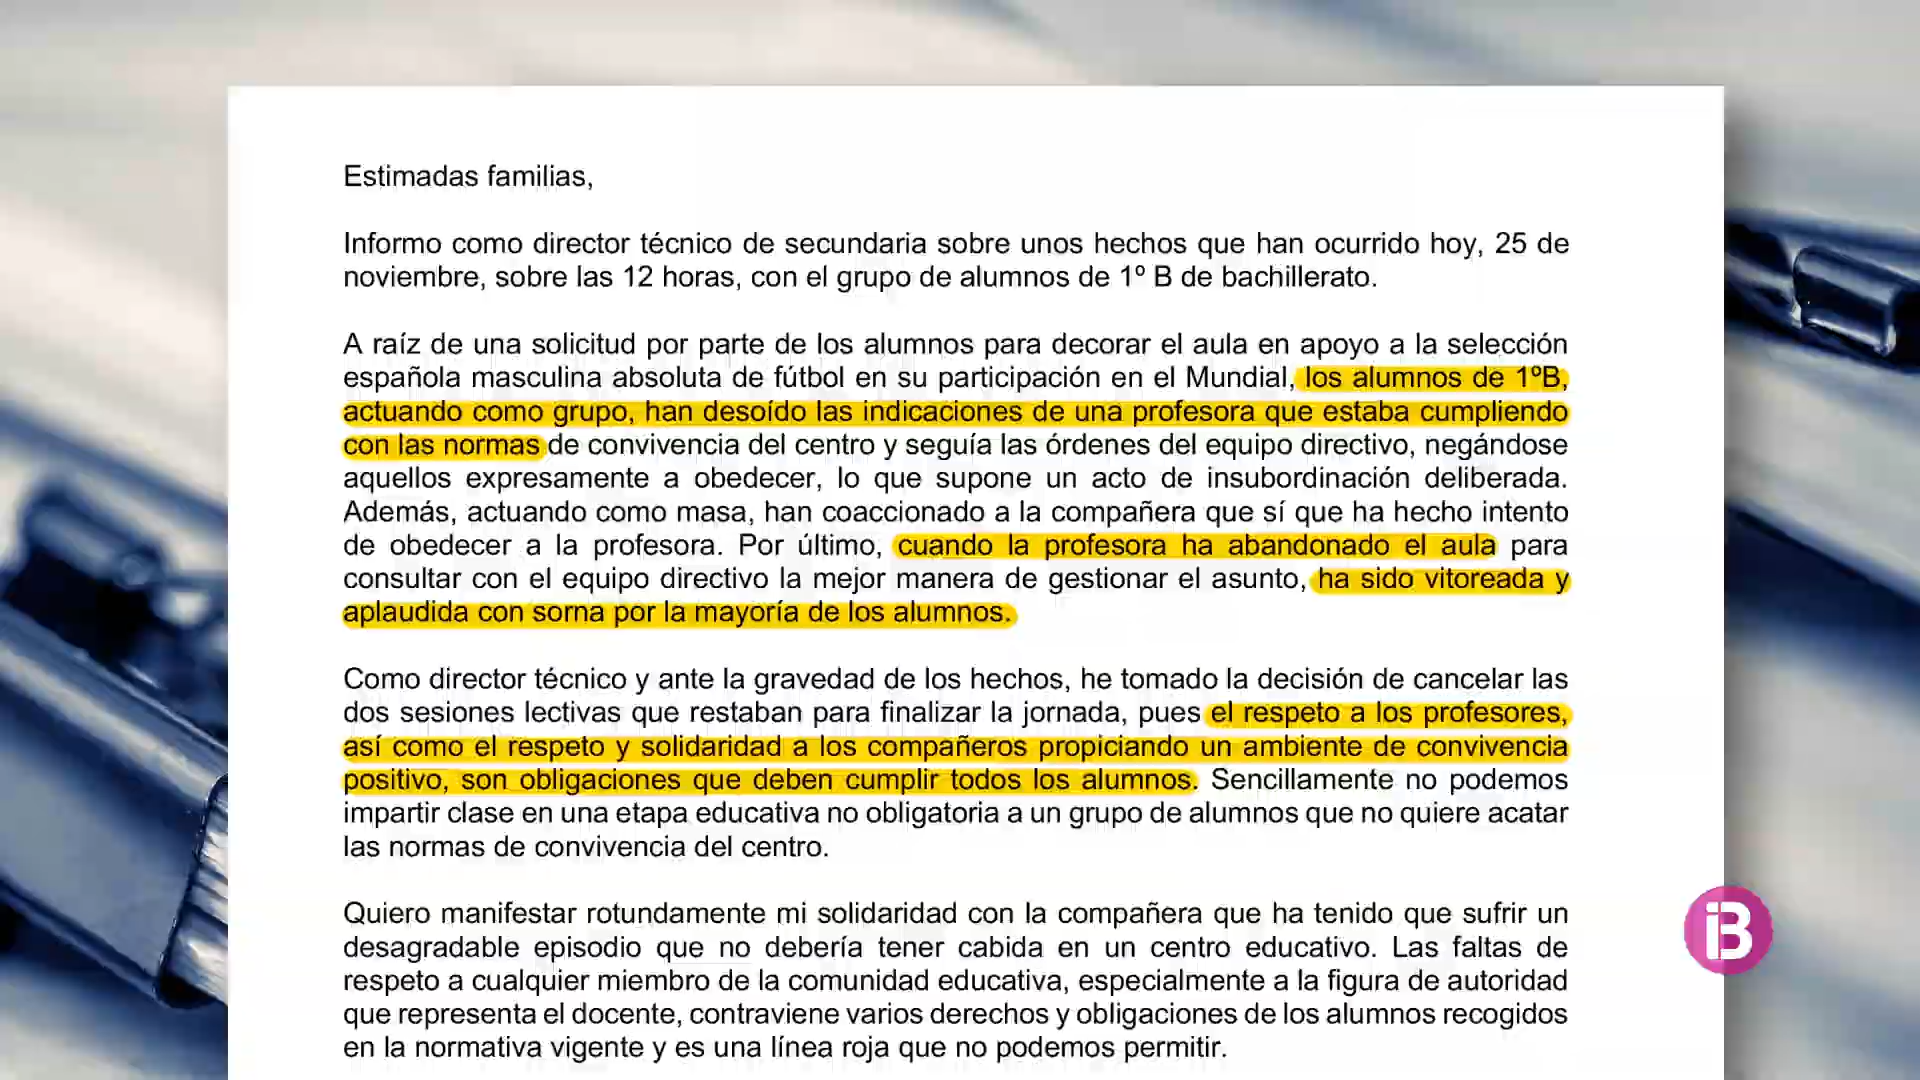 Estimadas familias,
Informo como director técnico de secundaria sobre unos hechos que han ocurrido hoy, 25 de
noviembre, sobre las 12 horas, con el grupo de alumnos de 1º B de bachillerato.
A raíz de una solicitud por parte de los alumnos para decorar el aula en apoyo a la selección
española masculina absoluta de fútbol en su participación en el Mundial, los alumnos de 1ºB,
actuando como grupo, han desoído las indicaciones de una profesora que estaba cumpliendo
con las normas de convivencia del centro y seguía las órdenes del equipo directivo, negándose
aquellos expresamente a obedecer, lo que supone un acto de insubordinación deliberada.
Además, actuando como masa, han coaccionado a la compañera que sí que ha hecho intento
de obedecer a la profesora. Por último, cuando la profesora ha abandonado el aula para
consultar con el equipo directivo la mejor manera de gestionar el asunto, ha sido vitoreada y
aplaudida con sorna por la mayoría de los alumnos.
Como director técnico y ante la gravedad de los hechos, he tomado la decisión de cancelar las
dos sesiones lectivas que restaban para finalizar la jornada, pues el respeto a los profesores,
así como el respeto y solidaridad a los compañeros propiciando un ambiente de convivencia
positivo, son obligaciones que deben cumplir todos los alumnos. Sencillamente no podemos
impartir clase en una etapa educativa no obligatoria a un grupo de alumnos que no quiere acatar
las normas de convivencia del centro.
Quiero manifestar rotundamente mi solidaridad con la compañera que ha tenido que sufrir un
desagradable episodio que no debería tener cabida en un centro educativo. Las faltas de
respeto a cualquier miembro de la comunidad educativa, especialmente a la figura de autoridad
que representa el docente, contraviene varios derechos y obligaciones de los alumnos recogidos
en la normativa vigente y es una línea roja que no podemos permitir.
IB